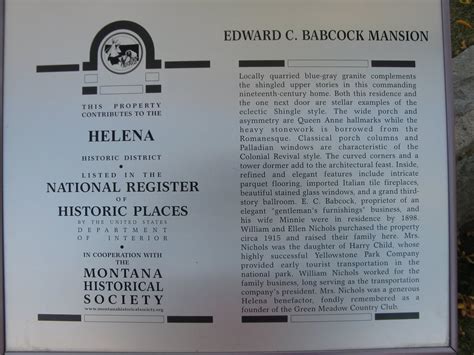 THIS PROPERTY
CONTRIBUTES TO THE
HELENA
HISTORIC DISTRICT
LISTED IN THE
NATIONAL REGISTER
OF
HISTORIC PLACES
BY THE UNITED STATES
DEPARTMENT
OF INTERIOR
IN COOPERATION WITH THE
MONTANA
HISTORICAL
SOCIETY
www.montanahistoricalsociety.org
EDWARD C. BABCOCK MANSION
Locally quarried blue-gray granite complements
the shingled upper stories in this commanding
nineteenth-century home. Both this residence and
the one next door are stellar examples of the
eclectic Shingle style. The wide porch and
asymmetry are Queen Anne hallmarks while the
heavy stonework is borrowed from the
Romanesque. Classical porch columns and
Palladian windows are characteristic of the
Colonial Revival style. The curved corners and a
tower dormer add to the architectural feast. Inside,
refined and elegant features include intricate
parquet flooring, imported Italian tile fireplaces,
beautiful stained glass windows, and a grand third-
story ballroom. E. C. Babcock, proprietor of an
elegant "gentleman's furnishings" business, and
his wife Minnie were in residence by 1898.
William and Ellen Nichols purchased the property
circa 1915 and raised their family here. Mrs.
Nichols was the daughter of Harry Child, whose
highly successful Yellowstone Park Company
provided early tourist transportation in the
national park. William Nichols worked for the
family business, long serving as the transportation
company's president. Mrs. Nichols was a generous
Helena benefactor, fondly remembered as a
founder of the Green Meadow Country Club.